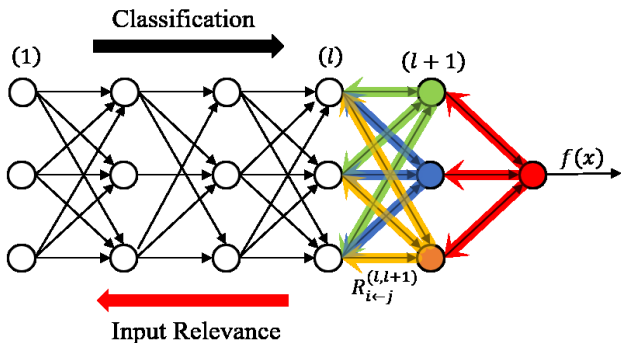 Classification
(1)
(l)
(l + 1)
f(x)
R_{i←j}^{(l,l+1)}
Input Relevance